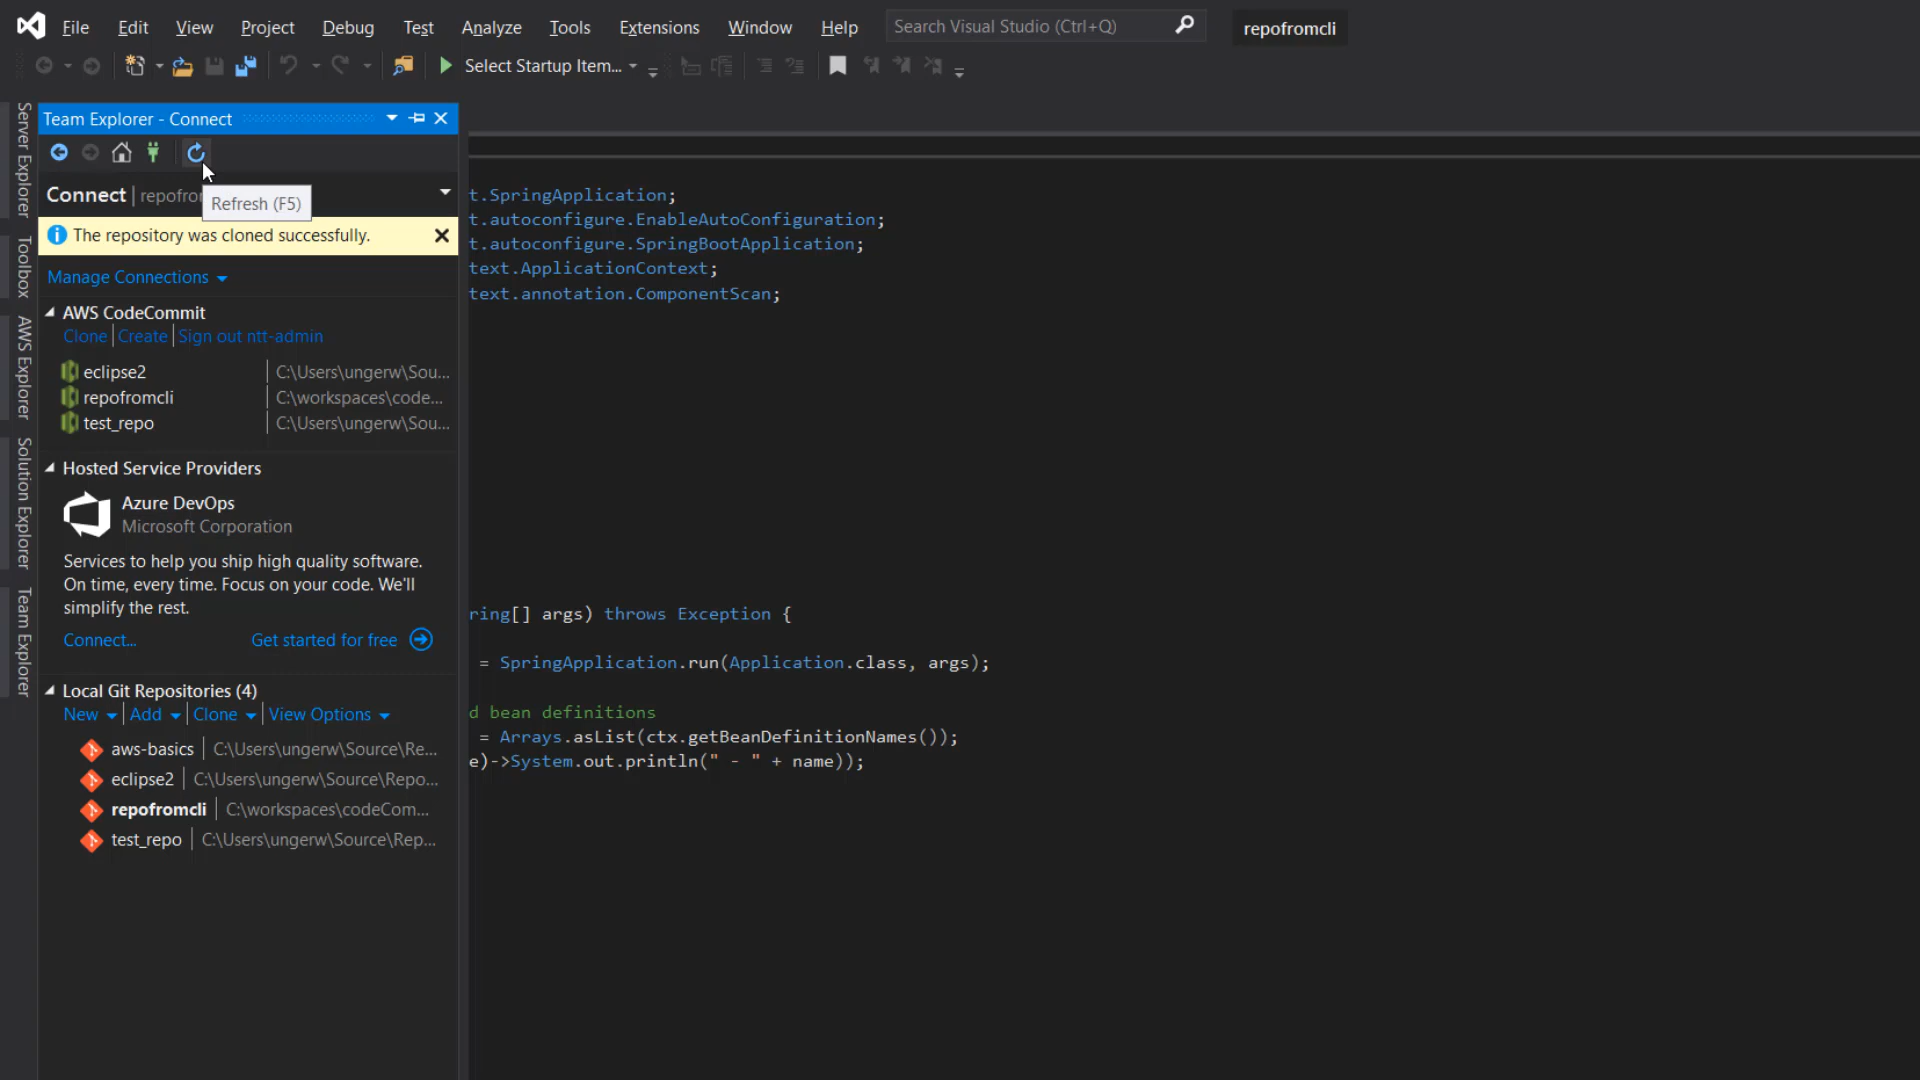 File Edit View Project Debug Test Analyze Tools Extensions Window Help Search Visual Studio (Ctrl+Q) repofromcli
Select Startup Item...
Server Explorer
Toolbox
AWS Explorer
Solution Explorer
Team Explorer
Team Explorer - Connect
Connect | repofro
Refresh (F5)
The repository was cloned successfully.
Manage Connections
AWS CodeCommit
Clone | Create | Sign out ntt-admin
eclipse2 | C:\Users\ungerw\Sou...
repofromcli | C:\workspaces\code...
test_repo | C:\Users\ungerw\Sou...
Hosted Service Providers
Azure DevOps
Microsoft Corporation
Services to help you ship high quality software.
On time, every time. Focus on your code. We'll
simplify the rest.
Connect... Get started for free
Local Git Repositories (4)
New | Add | Clone | View Options
aws-basics | C:\Users\ungerw\Source\Re...
eclipse2 | C:\Users\ungerw\Source\Repo...
repofromcli | C:\workspaces\codeCom...
test_repo | C:\Users\ungerw\Source\Rep...
t.SpringApplication;
t.autoconfigure.EnableAutoConfiguration;
t.autoconfigure.SpringBootApplication;
text.ApplicationContext;
text.annotation.ComponentScan;
ring[] args) throws Exception {
= SpringApplication.run(Application.class, args);
d bean definitions
= Arrays.asList(ctx.getBeanDefinitionNames());
e)->System.out.println(" - " + name));